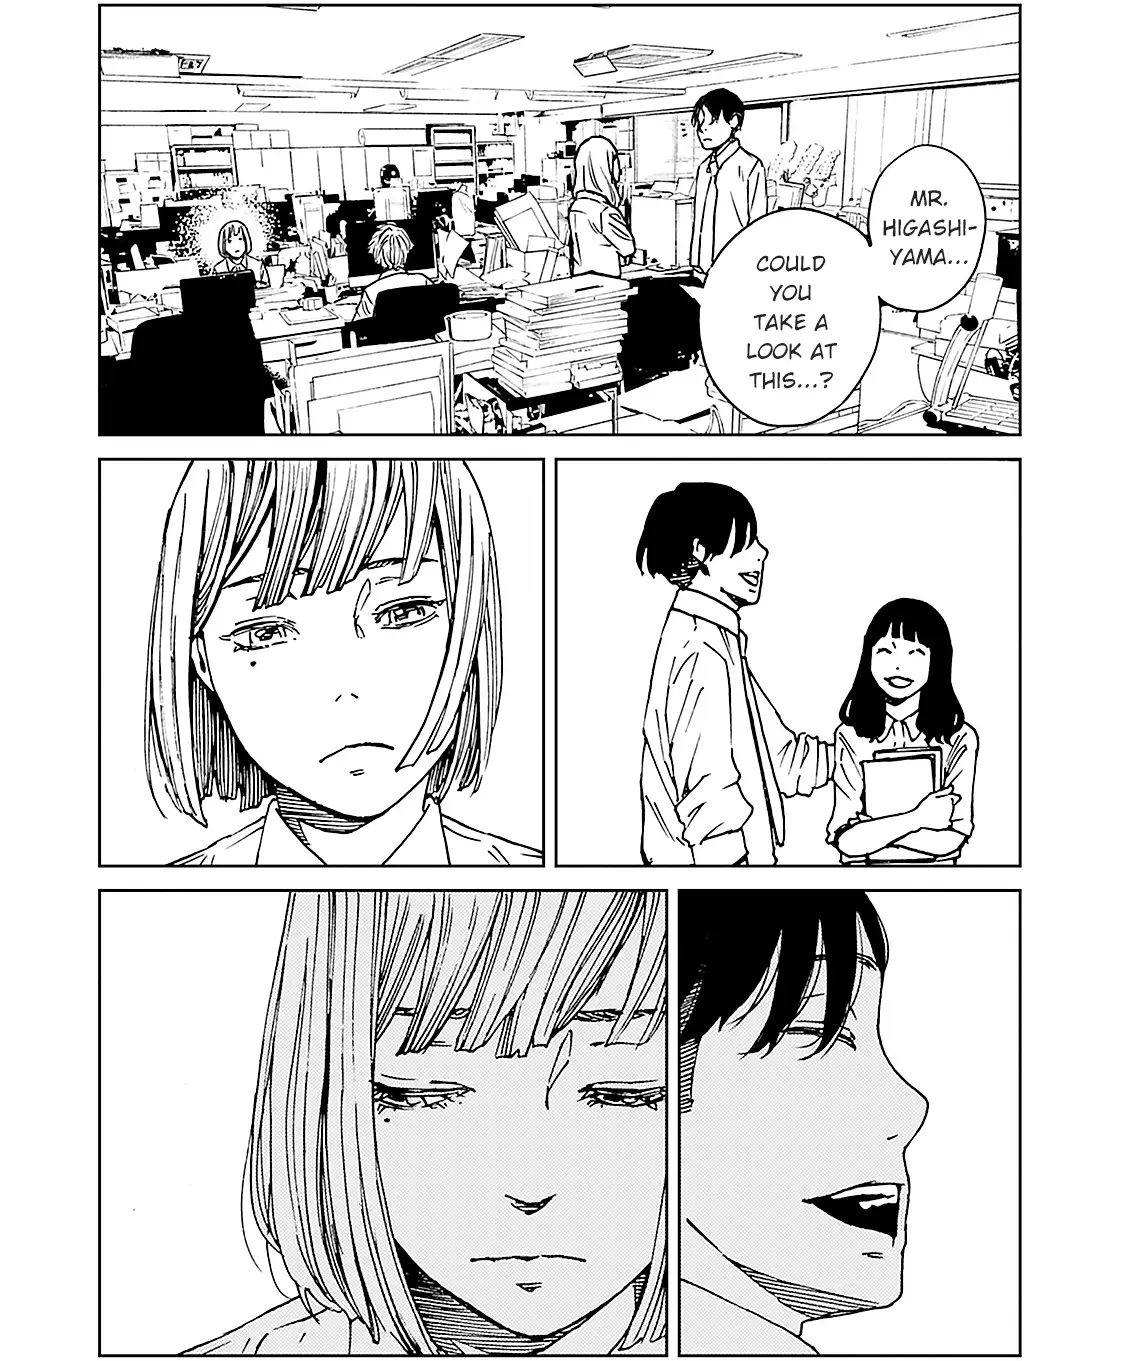 MR.
HIGASHI-
YAMA...
COULD
YOU
TAKE A
LOOK AT
THIS...?